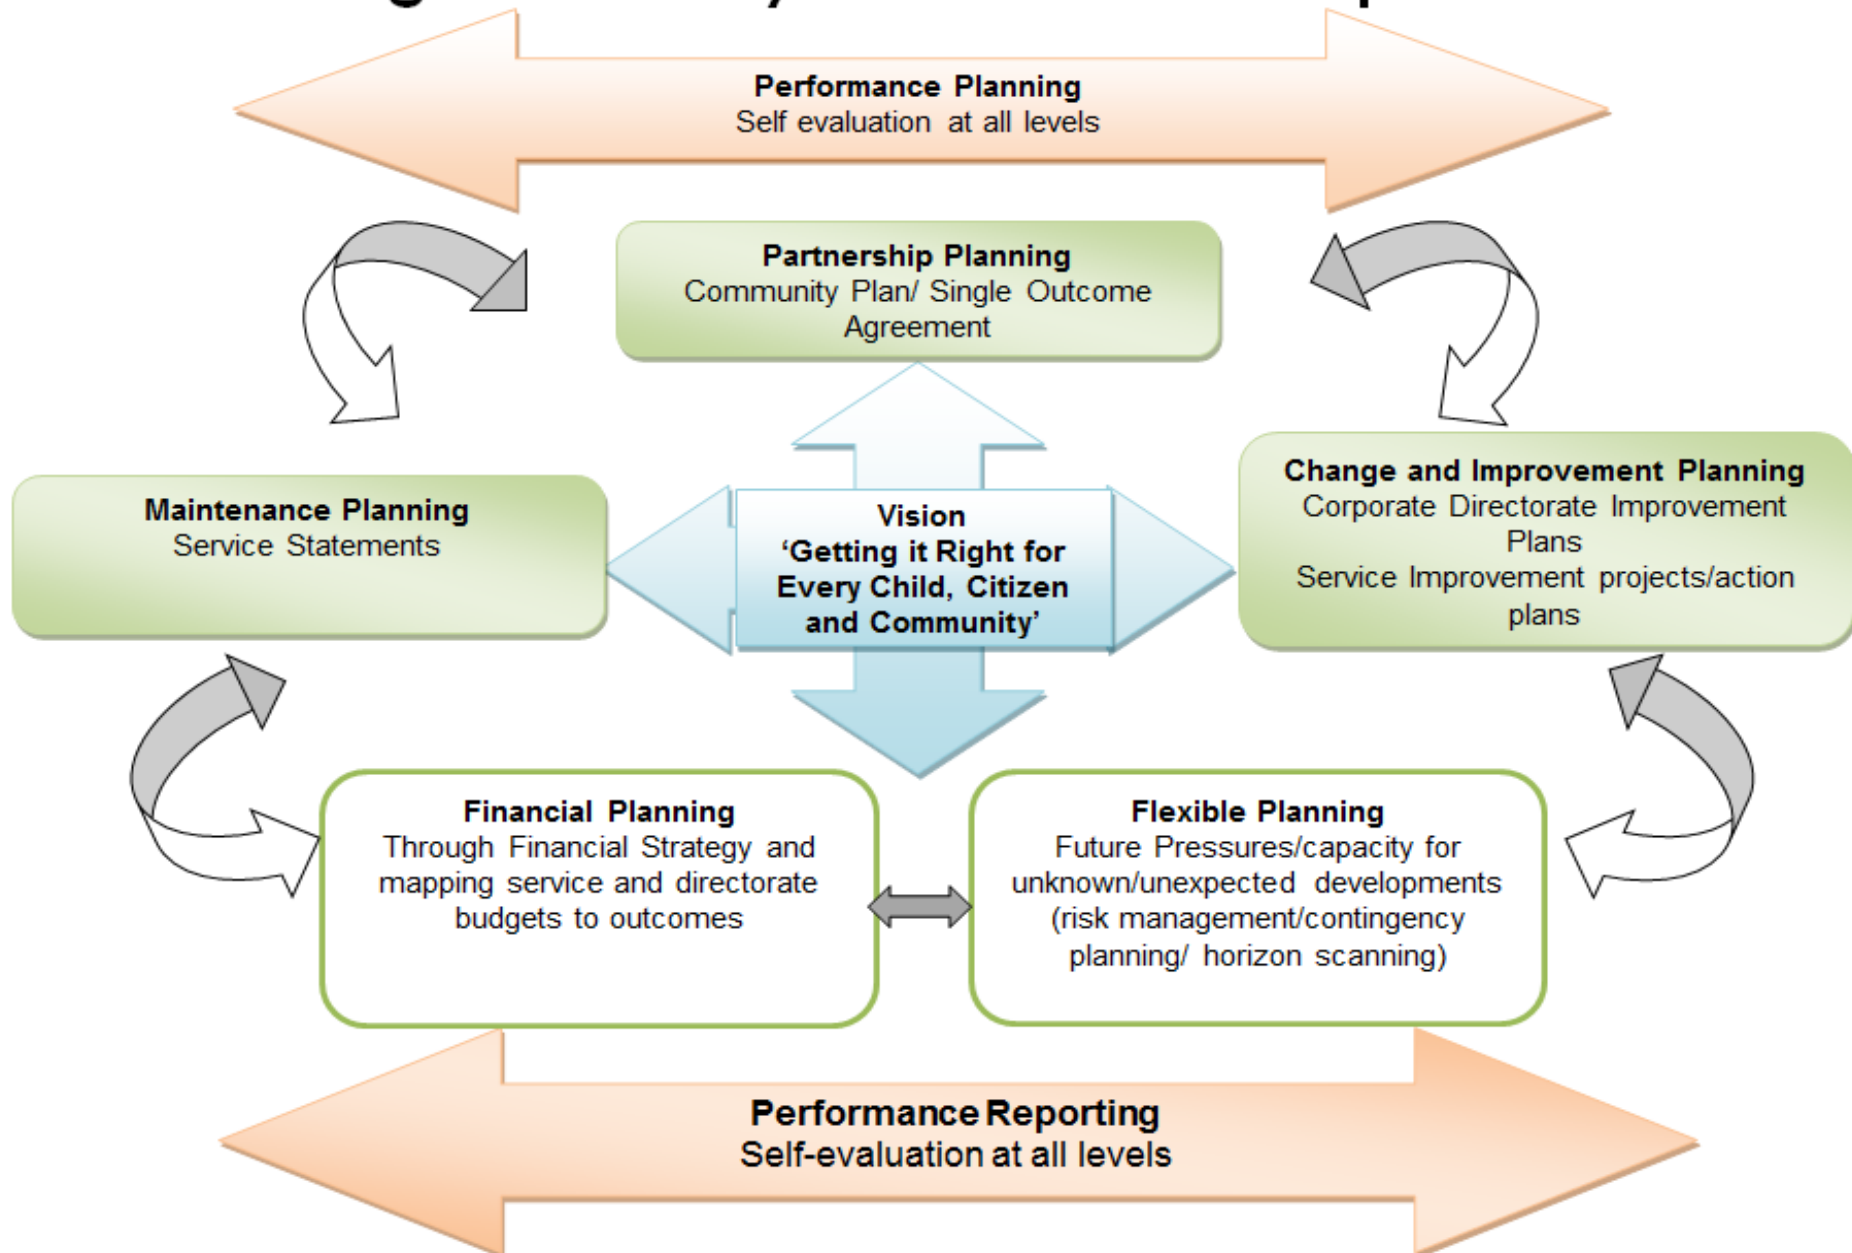 Performance Planning
Self evaluation at all levels
Partnership Planning
Community Plan/ Single Outcome
Agreement
Maintenance Planning
Service Statements
Vision
‘Getting it Right for
Every Child, Citizen
and Community’
Change and Improvement Planning
Corporate Directorate Improvement
Plans
Service Improvement projects/action
plans
Financial Planning
Through Financial Strategy and
mapping service and directorate
budgets to outcomes
Flexible Planning
Future Pressures/capacity for
unknown/unexpected developments
(risk management/contingency
planning/ horizon scanning)
Performance Reporting
Self-evaluation at all levels